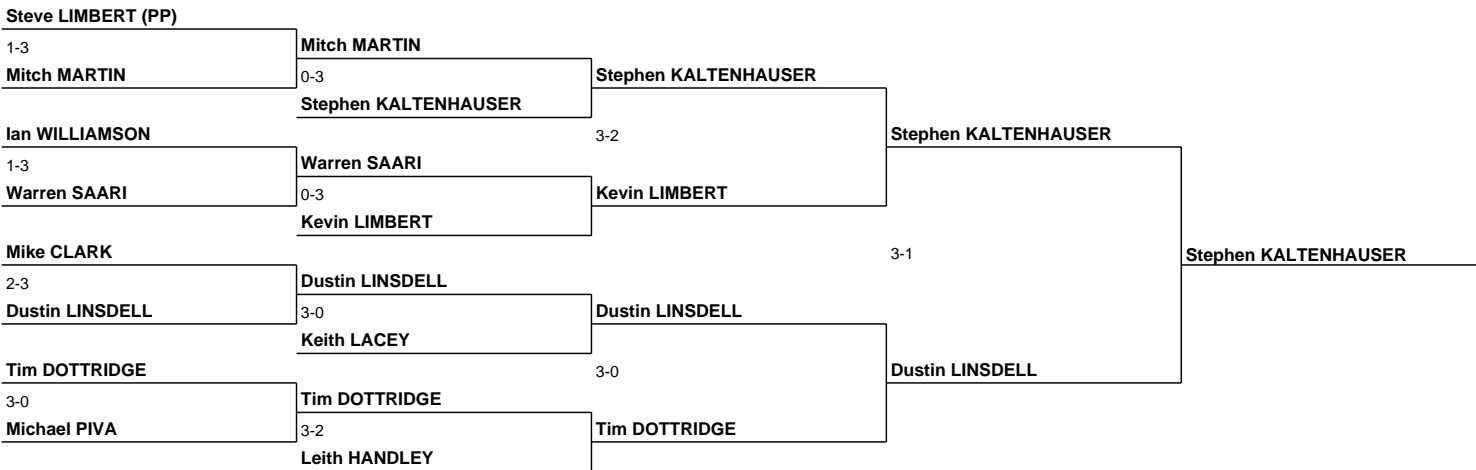 Steve LIMBERT (PP)
1-3
Mitch MARTIN
Mitch MARTIN
0-3
Stephen KALTENHAUSER
Stephen KALTENHAUSER
Ian WILLIAMSON
3-2
Stephen KALTENHAUSER
1-3
Warren SAARI
Warren SAARI
0-3
Kevin LIMBERT
Kevin LIMBERT
Mike CLARK
3-1
Stephen KALTENHAUSER
2-3
Dustin LINSDELL
Dustin LINSDELL
3-0
Dustin LINSDELL
Keith LACEY
Tim DOTTRIDGE
3-0
Dustin LINSDELL
3-0
Tim DOTTRIDGE
Michael PIVA
3-2
Tim DOTTRIDGE
Leith HANDLEY